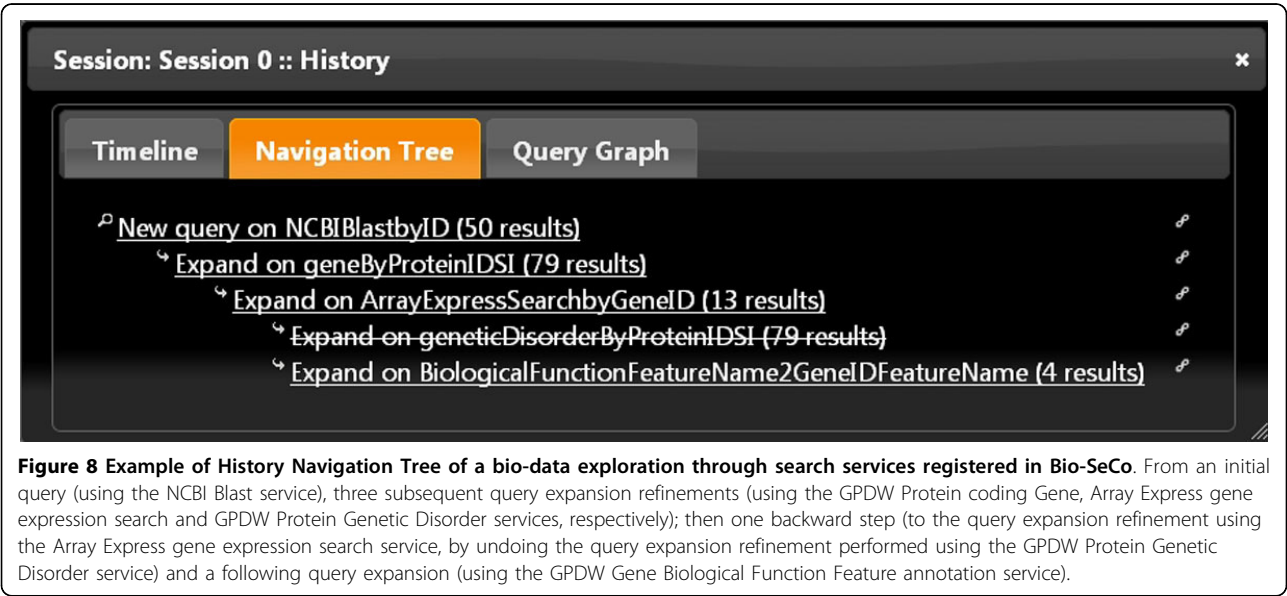 Session: Session 0 :: History
Timeline
Navigation Tree
Query Graph
New query on NCBIBlastbyID (50 results)
Expand on geneByProteinIDSI (79 results)
Expand on ArrayExpressSearchbyGeneID (13 results)
Expand on geneticDisorderByProteinIDSI (79 results)
Expand on BiologicalFunctionFeatureName2GeneIDFeatureName (4 results)
Figure 8 Example of History Navigation Tree of a bio-data exploration through search services registered in Bio-SeCo. From an initial
query (using the NCBI Blast service), three subsequent query expansion refinements (using the GPDW Protein coding Gene, Array Express gene
expression search and GPDW Protein Genetic Disorder services, respectively); then one backward step (to the query expansion refinement using
the Array Express gene expression search service, by undoing the query expansion refinement performed using the GPDW Protein Genetic
Disorder service) and a following query expansion (using the GPDW Gene Biological Function Feature annotation service).